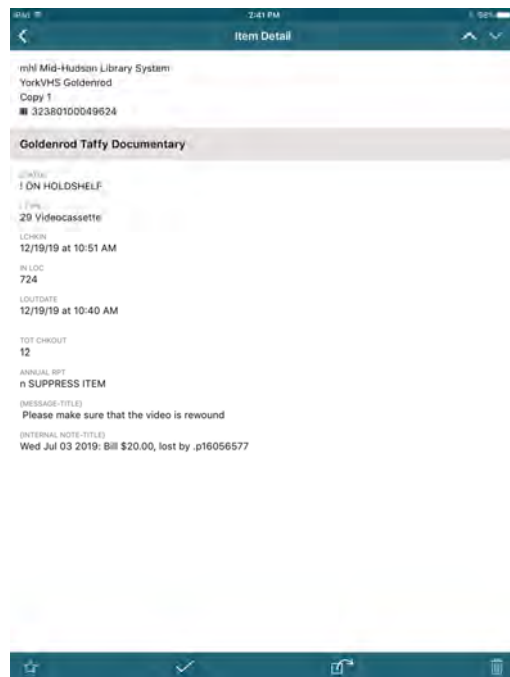 iPad
2:41 PM
Item Detail
mhl Mid-Hudson Library System
YorkVHS Goldenrod
Copy 1
32380100049624
Goldenrod Taffy Documentary
STATUS
! ON HOLDSHELF
I TYPE
29 Videocassette
LCHKIN
12/19/19 at 10:51 AM
IN LOC
724
LOUTDATE
12/19/19 at 10:40 AM
TOT CHKOUT
12
ANNUAL RPT
n SUPPRESS ITEM
(MESSAGE-TITLE)
Please make sure that the video is rewound
(INTERNAL NOTE-TITLE)
Wed Jul 03 2019: Bill $20.00, lost by .p16056577